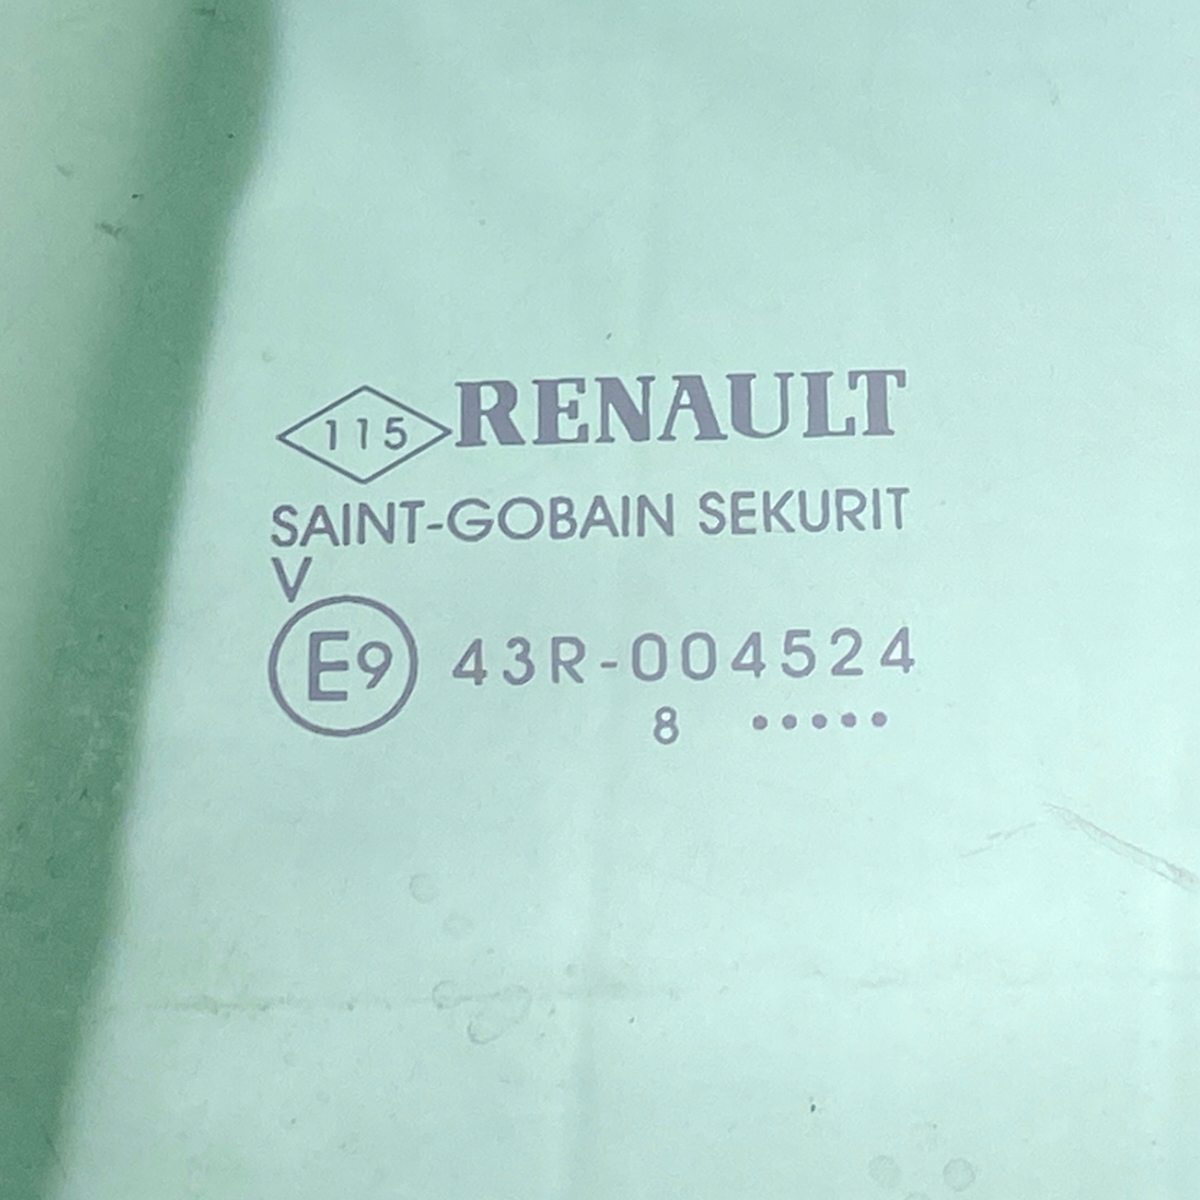 115 RENAULT
SAINT-GOBAIN SEKURIT
V
E9 43R-004524
8 •••••